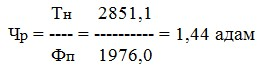 Тн 2851,1
Чр = ---- = ---------- = 1,44 адам
Фп 1976,0